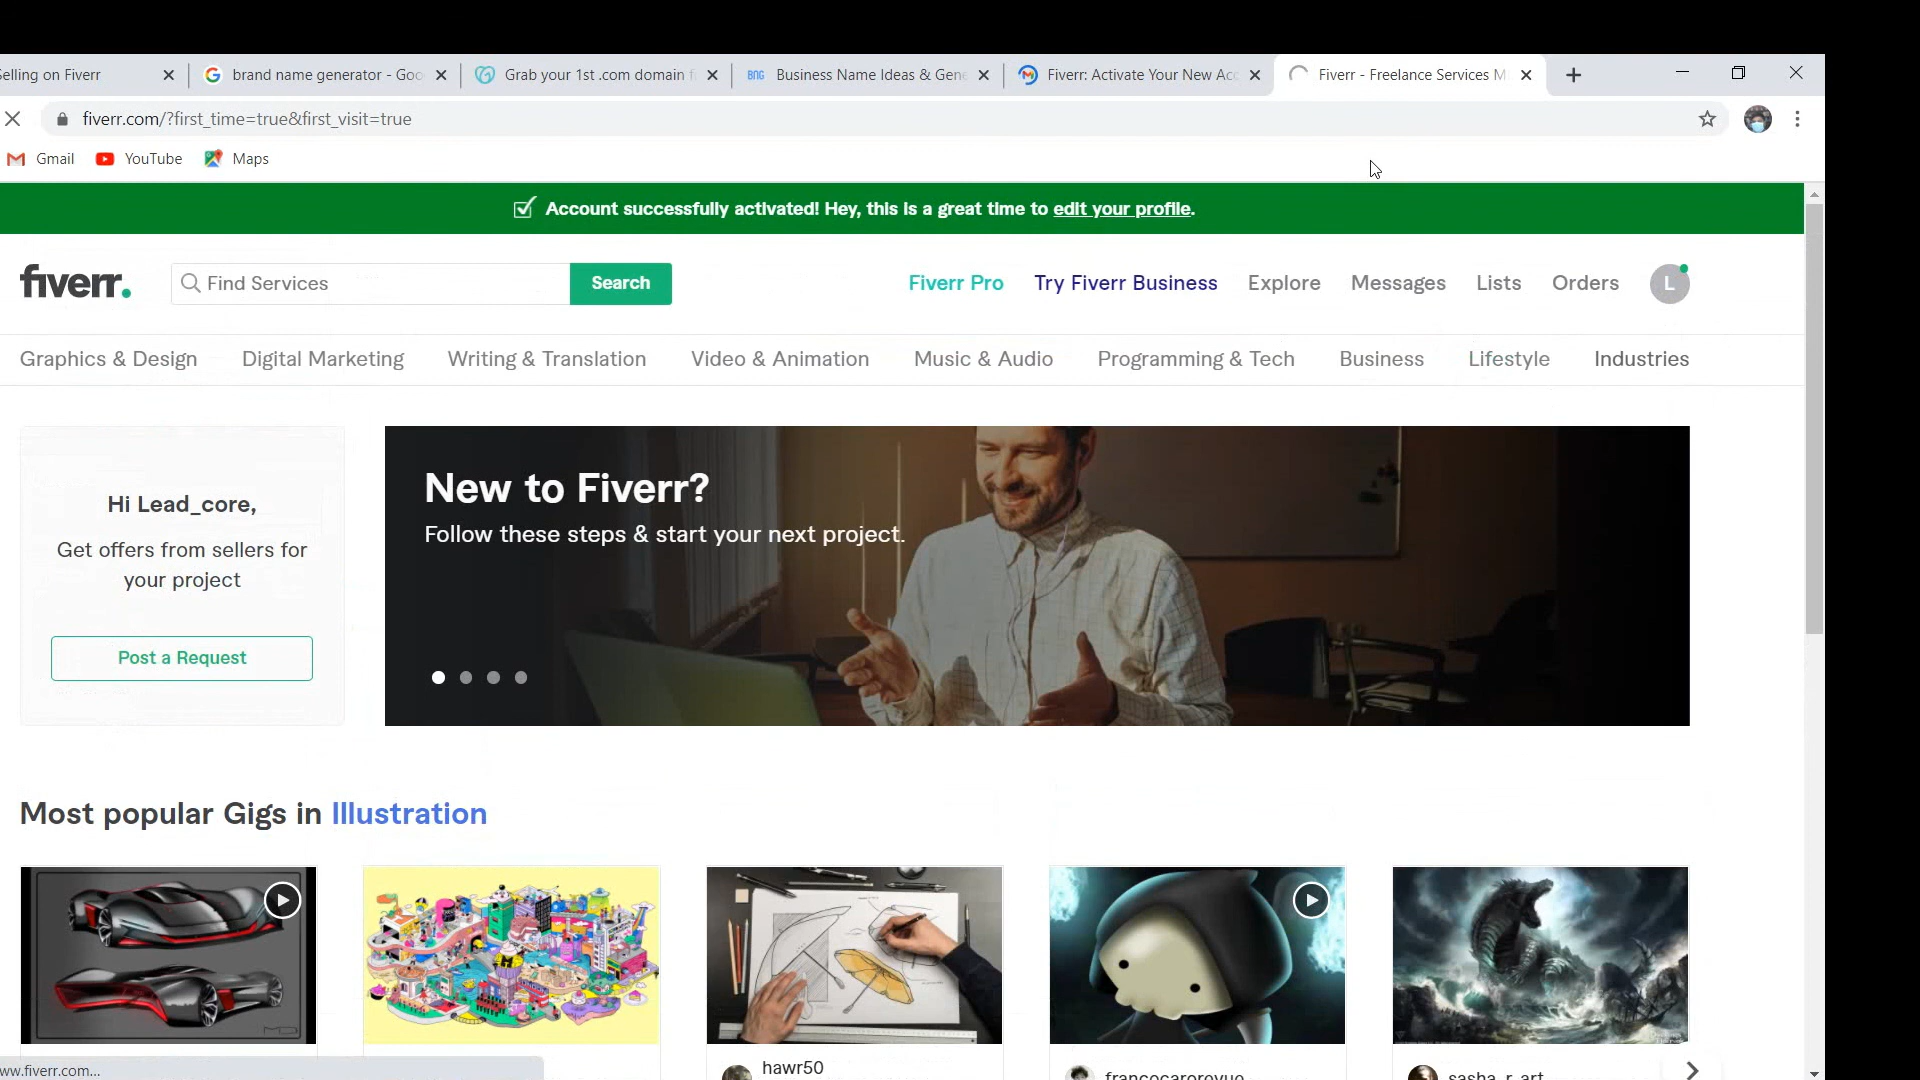 elling on Fiverr
brand name generator - Goo
Grab your 1st .com domain f
BNG Business Name Ideas & Gene
Fiverr: Activate Your New Acc
Fiverr - Freelance Services M
fiverr.com/?first_time=true&first_visit=true
Gmail
YouTube
Maps
Account successfully activated! Hey, this is a great time to edit your profile.
fiverr.
Find Services
Search
Fiverr Pro
Try Fiverr Business
Explore
Messages
Lists
Orders
L
Graphics & Design
Digital Marketing
Writing & Translation
Video & Animation
Music & Audio
Programming & Tech
Business
Lifestyle
Industries
Hi Lead_core,
Get offers from sellers for
your project
Post a Request
New to Fiverr?
Follow these steps & start your next project.
Most popular Gigs in Illustration
hawr50
sasha_r_art
ww.fiverr.com...